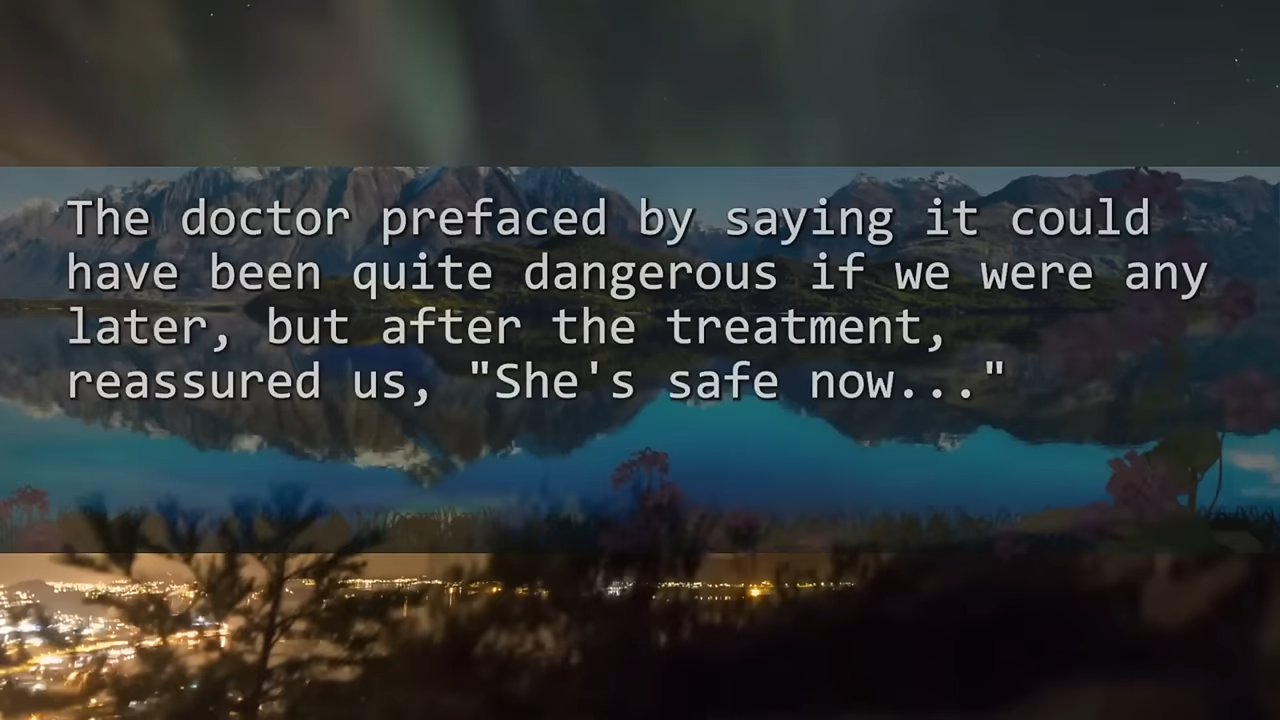 The doctor prefaced by saying it could
have been quite dangerous if we were any
later, but after the treatment,
reassured us, "She's safe now..."